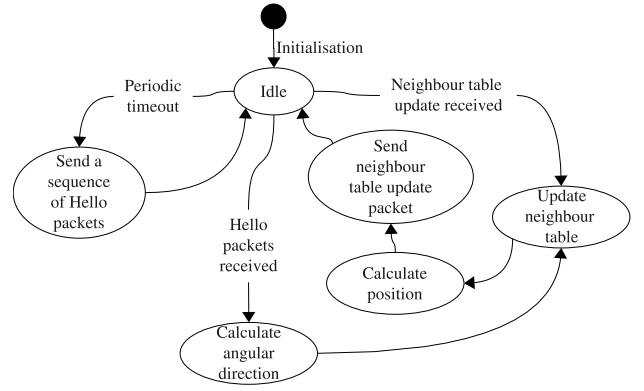 Initialisation
Idle
Periodic
timeout
Neighbour table
update received
Send a
sequence
of Hello
packets
Send
neighbour
table update
packet
Update
neighbour
table
Hello
packets
received
Calculate
position
Calculate
angular
direction